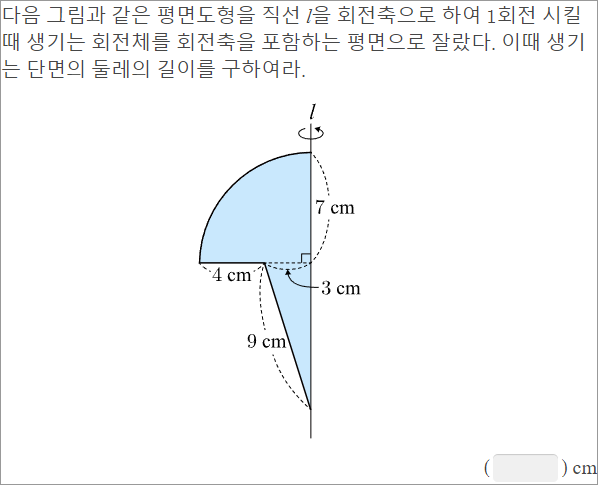 다음 그림과 같은 평면도형을 직선 l을 회전축으로 하여 1회전 시킬
때 생기는 회전체를 회전축을 포함하는 평면으로 잘랐다. 이때 생기
는 단면의 둘레의 길이를 구하여라.
l
7 cm
4 cm
3 cm
9 cm
( ) cm